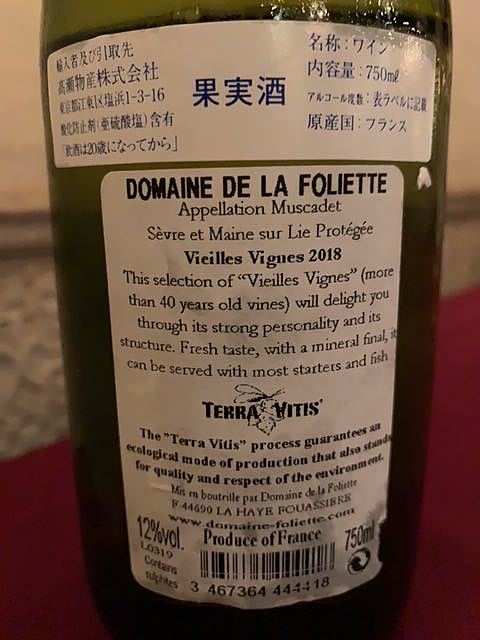 輸入者及び引取先
高瀬物産株式会社
東京都江東区塩浜1-3-16
酸化防止剤(亜硫酸塩)含有
「飲酒は20歳になってから」
果実酒
名称:ワイン
内容量:750mℓ
アルコール度数:表ラベルに記載
原産国:フランス
DOMAINE DE LA FOLIETTE
Appellation Muscadet
Sèvre et Maine sur Lie Protégée
Vieilles Vignes 2018
This selection of "Vieilles Vignes" (more
than 40 years old vines) will delight you
through its strong personality and its
structure. Fresh taste, with a mineral final, it
can be served with most starters and fish
TERRA VITIS
The "Terra Vitis" process guarantees an
ecological mode of production that also stands
for quality and respect of the environment.
Mis en bouteille par Domaine de la Foliette
F 44690 LA HAYE FOUASSIERE
www.domaine-foliette.com
12%vol.
Produce of France
750ml
L0319
Contains
sulphites
3 467364 444418